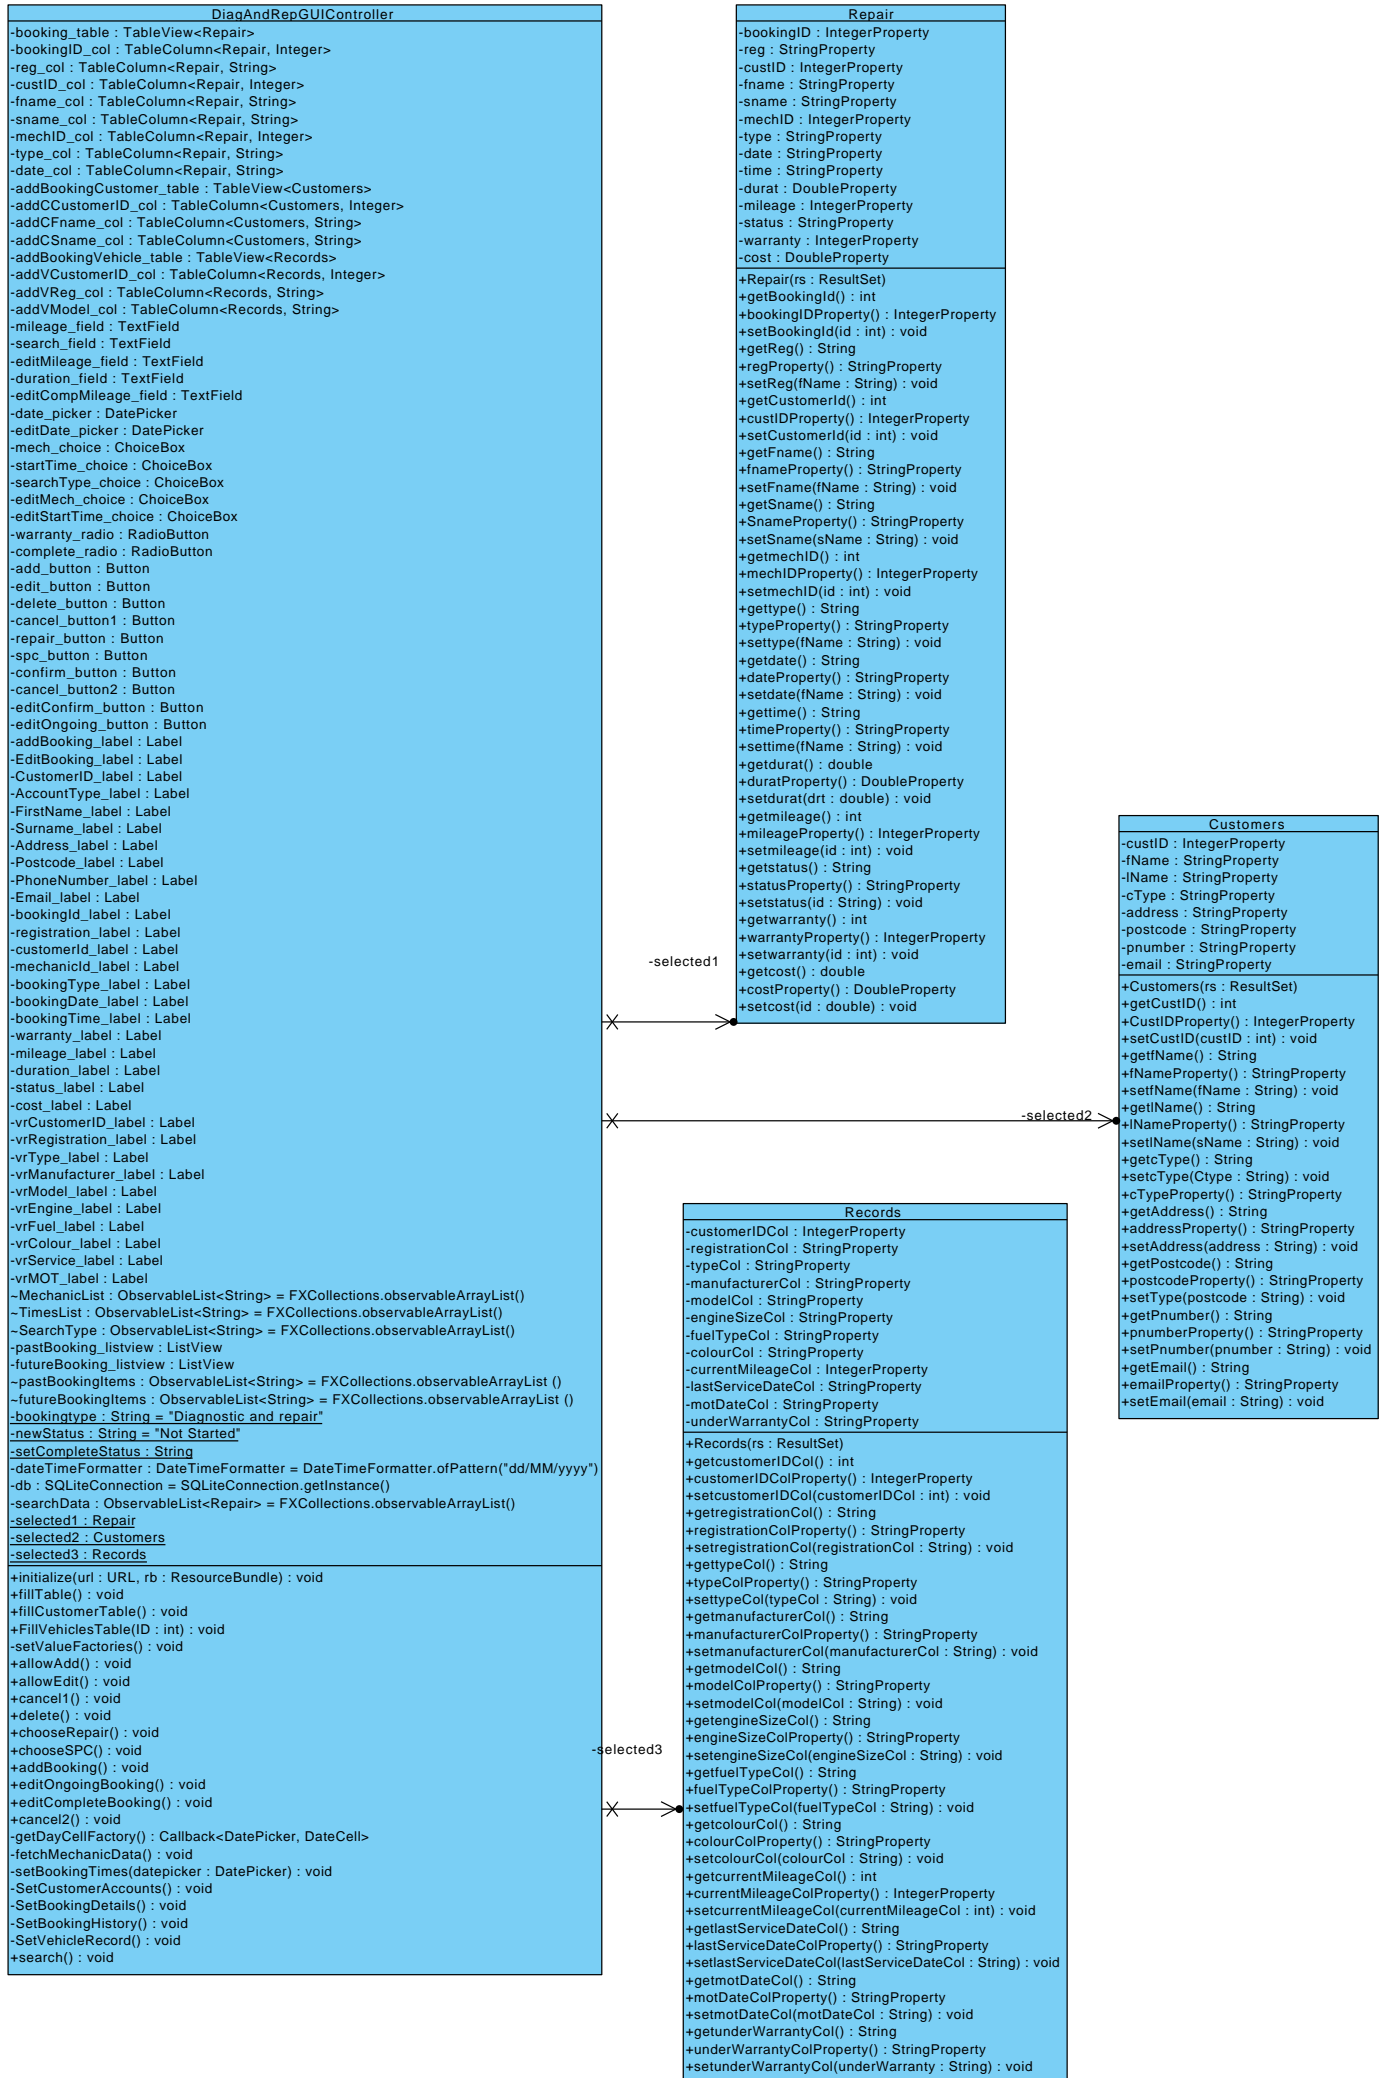 DiagAndRepGUIController
-booking_table : TableView<Repair>
-bookingID_col : TableColumn<Repair, Integer>
-reg_col : TableColumn<Repair, String>
-custID_col : TableColumn<Repair, Integer>
-fname_col : TableColumn<Repair, String>
-sname_col : TableColumn<Repair, String>
-mechID_col : TableColumn<Repair, Integer>
-type_col : TableColumn<Repair, String>
-date_col : TableColumn<Repair, String>
-addBookingCustomer_table : TableView<Customers>
-addCCustomerID_col : TableColumn<Customers, Integer>
-addCFname_col : TableColumn<Customers, String>
-addCSname_col : TableColumn<Customers, String>
-addBookingVehicle_table : TableView<Records>
-addVCustomerID_col : TableColumn<Records, Integer>
-addVReg_col : TableColumn<Records, String>
-addVModel_col : TableColumn<Records, String>
-mileage_field : TextField
-search_field : TextField
-editMileage_field : TextField
-duration_field : TextField
-editCompMileage_field : TextField
-date_picker : DatePicker
-editDate_picker : DatePicker
-mech_choice : ChoiceBox
-startTime_choice : ChoiceBox
-searchType_choice : ChoiceBox
-editMech_choice : ChoiceBox
-editStartTime_choice : ChoiceBox
-warranty_radio : RadioButton
-complete_radio : RadioButton
-add_button : Button
-edit_button : Button
-delete_button : Button
-cancel_button1 : Button
-repair_button : Button
-spc_button : Button
-confirm_button : Button
-cancel_button2 : Button
-editConfirm_button : Button
-editOngoing_button : Button
-addBooking_label : Label
-EditBooking_label : Label
-CustomerID_label : Label
-AccountType_label : Label
-FirstName_label : Label
-Surname_label : Label
-Address_label : Label
-Postcode_label : Label
-PhoneNumber_label : Label
-Email_label : Label
-bookingId_label : Label
-registration_label : Label
-customerId_label : Label
-mechanicId_label : Label
-bookingType_label : Label
-bookingDate_label : Label
-bookingTime_label : Label
-warranty_label : Label
-mileage_label : Label
-duration_label : Label
-status_label : Label
-cost_label : Label
-vrCustomerID_label : Label
-vrRegistration_label : Label
-vrType_label : Label
-vrManufacturer_label : Label
-vrModel_label : Label
-vrEngine_label : Label
-vrFuel_label : Label
-vrColour_label : Label
-vrService_label : Label
-vrMOT_label : Label
~MechanicList : ObservableList<String> = FXCollections.observableArrayList()
~TimesList : ObservableList<String> = FXCollections.observableArrayList()
~SearchType : ObservableList<String> = FXCollections.observableArrayList()
-pastBooking_listview : ListView
-futureBooking_listview : ListView
~pastBookingItems : ObservableList<String> = FXCollections.observableArrayList ()
~futureBookingItems : ObservableList<String> = FXCollections.observableArrayList ()
-bookingtype : String = "Diagnostic and repair"
-newStatus : String = "Not Started"
-setCompleteStatus : String
-dateTimeFormatter : DateTimeFormatter = DateTimeFormatter.ofPattern("dd/MM/yyyy")
-db : SQLiteConnection = SQLiteConnection.getInstance()
-searchData : ObservableList<Repair> = FXCollections.observableArrayList()
-selected1 : Repair
-selected2 : Customers
-selected3 : Records
+initialize(url : URL, rb : ResourceBundle) : void
+fillTable() : void
+fillCustomerTable() : void
+FillVehiclesTable(ID : int) : void
-setValueFactories() : void
+allowAdd() : void
+allowEdit() : void
+cancel1() : void
+delete() : void
+chooseRepair() : void
+chooseSPC() : void
+addBooking() : void
+editOngoingBooking() : void
+editCompleteBooking() : void
+cancel2() : void
-getDayCellFactory() : Callback<DatePicker, DateCell>
-fetchMechanicData() : void
-setBookingTimes(datepicker : DatePicker) : void
-SetCustomerAccounts() : void
-SetBookingDetails() : void
-SetBookingHistory() : void
-SetVehicleRecord() : void
+search() : void
Repair
-bookingID : IntegerProperty
-reg : StringProperty
-custID : IntegerProperty
-fname : StringProperty
-sname : StringProperty
-mechID : IntegerProperty
-type : StringProperty
-date : StringProperty
-time : StringProperty
-durat : DoubleProperty
-mileage : IntegerProperty
-status : StringProperty
-warranty : IntegerProperty
-cost : DoubleProperty
+Repair(rs : ResultSet)
+getBookingId() : int
+bookingIDProperty() : IntegerProperty
+setBookingId(id : int) : void
+getReg() : String
+regProperty() : StringProperty
+setReg(fName : String) : void
+getCustomerId() : int
+custIDProperty() : IntegerProperty
+setCustomerId(id : int) : void
+getFname() : String
+fnameProperty() : StringProperty
+setFname(fName : String) : void
+getSname() : String
+SnameProperty() : StringProperty
+setSname(sName : String) : void
+getmechID() : int
+mechIDProperty() : IntegerProperty
+setmechID(id : int) : void
+gettype() : String
+typeProperty() : StringProperty
+settype(fName : String) : void
+getdate() : String
+dateProperty() : StringProperty
+setdate(fName : String) : void
+gettime() : String
+timeProperty() : StringProperty
+settime(fName : String) : void
+getdurat() : double
+duratProperty() : DoubleProperty
+setdurat(drt : double) : void
+getmileage() : int
+mileageProperty() : IntegerProperty
+setmileage(id : int) : void
+getstatus() : String
+statusProperty() : StringProperty
+setstatus(id : String) : void
+getwarranty() : int
+warrantyProperty() : IntegerProperty
+setwarranty(id : int) : void
+getcost() : double
+costProperty() : DoubleProperty
+setcost(id : double) : void
-selected1
Customers
-custID : IntegerProperty
-fName : StringProperty
-lName : StringProperty
-cType : StringProperty
-address : StringProperty
-postcode : StringProperty
-pnumber : StringProperty
-email : StringProperty
+Customers(rs : ResultSet)
+getCustID() : int
+CustIDProperty() : IntegerProperty
+setCustID(custID : int) : void
+getfName() : String
+fNameProperty() : StringProperty
+setfName(fName : String) : void
+getlName() : String
+lNameProperty() : StringProperty
+setlName(sName : String) : void
+getcType() : String
+setcType(Ctype : String) : void
+cTypeProperty() : StringProperty
+getAddress() : String
+addressProperty() : StringProperty
+setAddress(address : String) : void
+getPostcode() : String
+postcodeProperty() : StringProperty
+setType(postcode : String) : void
+getPnumber() : String
+pnumberProperty() : StringProperty
+setPnumber(pnumber : String) : void
+getEmail() : String
+emailProperty() : StringProperty
+setEmail(email : String) : void
-selected2
Records
-customerIDCol : IntegerProperty
-registrationCol : StringProperty
-typeCol : StringProperty
-manufacturerCol : StringProperty
-modelCol : StringProperty
-engineSizeCol : StringProperty
-fuelTypeCol : StringProperty
-colourCol : StringProperty
-currentMileageCol : IntegerProperty
-lastServiceDateCol : StringProperty
-motDateCol : StringProperty
-underWarrantyCol : StringProperty
+Records(rs : ResultSet)
+getcustomerIDCol() : int
+customerIDColProperty() : IntegerProperty
+setcustomerIDCol(customerIDCol : int) : void
+getregistrationCol() : String
+registrationColProperty() : StringProperty
+setregistrationCol(registrationCol : String) : void
+gettypeCol() : String
+typeColProperty() : StringProperty
+settypeCol(typeCol : String) : void
+getmanufacturerCol() : String
+manufacturerColProperty() : StringProperty
+setmanufacturerCol(manufacturerCol : String) : void
+getmodelCol() : String
+modelColProperty() : StringProperty
+setmodelCol(modelCol : String) : void
+getengineSizeCol() : String
+engineSizeColProperty() : StringProperty
+setengineSizeCol(engineSizeCol : String) : void
+getfuelTypeCol() : String
+fuelTypeColProperty() : StringProperty
+setfuelTypeCol(fuelTypeCol : String) : void
+getcolourCol() : String
+colourColProperty() : StringProperty
+setcolourCol(colourCol : String) : void
+getcurrentMileageCol() : int
+currentMileageColProperty() : IntegerProperty
+setcurrentMileageCol(currentMileageCol : int) : void
+getlastServiceDateCol() : String
+lastServiceDateColProperty() : StringProperty
+setlastServiceDateCol(lastServiceDateCol : String) : void
+getmotDateCol() : String
+motDateColProperty() : StringProperty
+setmotDateCol(motDateCol : String) : void
+getunderWarrantyCol() : String
+underWarrantyColProperty() : StringProperty
+setunderWarrantyCol(underWarranty : String) : void
-selected3